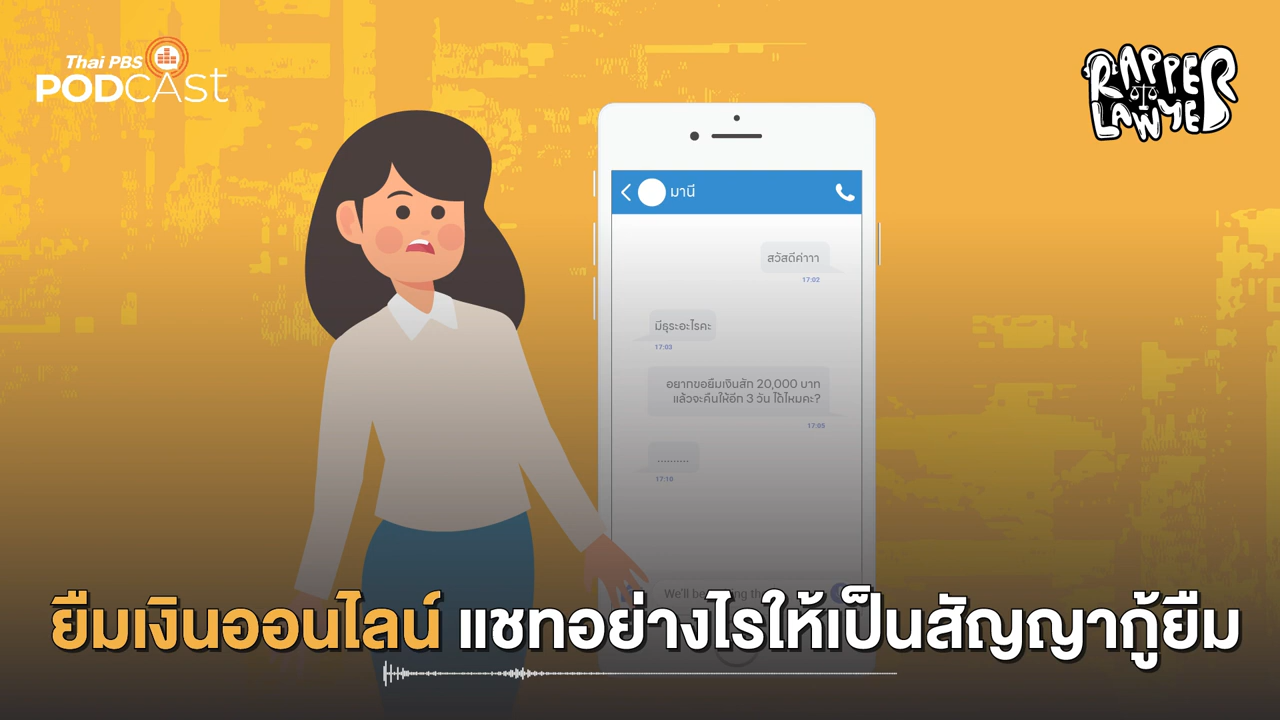 Thai PBS
PODCAst
RAPPER
LAWYER
มานี
สวัสดีค่าาา
17:02
มีธุระอะไรคะ
17:03
อยากขอยืมเงินสัก 20,000 บาท
แล้วจะคืนให้อีก 3 วัน ได้ไหมคะ?
17:05
..........
17:10
We'll be
ยืมเงินออนไลน์ แชทอย่างไรให้เป็นสัญญากู้ยืม